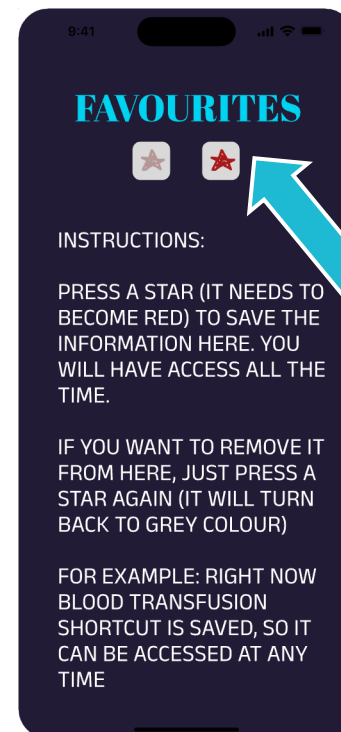 9:41
FAVOURITES
INSTRUCTIONS:
PRESS A STAR (IT NEEDS TO
BECOME RED) TO SAVE THE
INFORMATION HERE. YOU
WILL HAVE ACCESS ALL THE
TIME.
IF YOU WANT TO REMOVE IT
FROM HERE, JUST PRESS A
STAR AGAIN (IT WILL TURN
BACK TO GREY COLOUR)
FOR EXAMPLE: RIGHT NOW
BLOOD TRANSFUSION
SHORTCUT IS SAVED, SO IT
CAN BE ACCESSED AT ANY
TIME